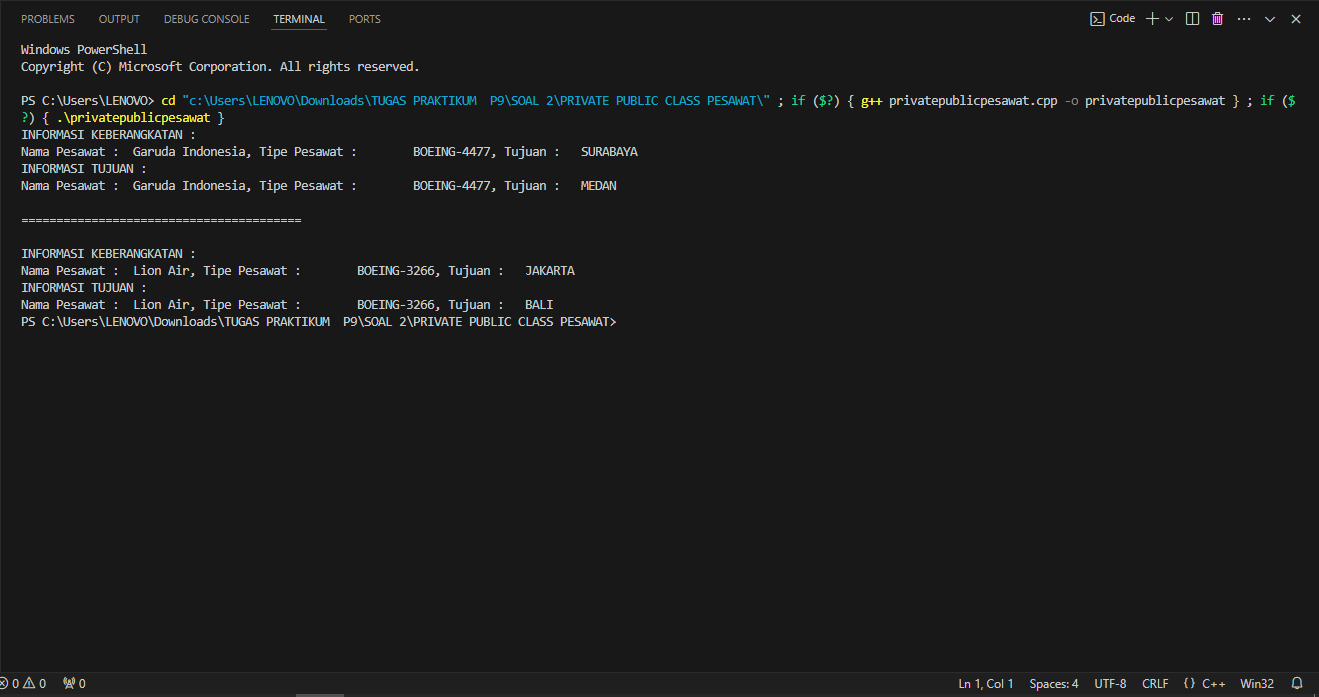 PROBLEMS OUTPUT DEBUG CONSOLE TERMINAL PORTS Code
Windows PowerShell
Copyright (C) Microsoft Corporation. All rights reserved.
PS C:\Users\LENOVO> cd "c:\Users\LENOVO\Downloads\TUGAS PRAKTIKUM  P9\SOAL 2\PRIVATE PUBLIC CLASS PESAWAT\" ; if ($?) { g++ privatepublicpesawat.cpp -o privatepublicpesawat } ; if ($
?) { .\privatepublicpesawat }
INFORMASI KEBERANGKATAN :
Nama Pesawat :  Garuda Indonesia, Tipe Pesawat :        BOEING-4477, Tujuan :   SURABAYA
INFORMASI TUJUAN :
Nama Pesawat :  Garuda Indonesia, Tipe Pesawat :        BOEING-4477, Tujuan :   MEDAN
========================================
INFORMASI KEBERANGKATAN :
Nama Pesawat :  Lion Air, Tipe Pesawat :        BOEING-3266, Tujuan :   JAKARTA
INFORMASI TUJUAN :
Nama Pesawat :  Lion Air, Tipe Pesawat :        BOEING-3266, Tujuan :   BALI
PS C:\Users\LENOVO\Downloads\TUGAS PRAKTIKUM  P9\SOAL 2\PRIVATE PUBLIC CLASS PESAWAT>
0 0 0 Ln 1, Col 1 Spaces: 4 UTF-8 CRLF {} C++ Win32